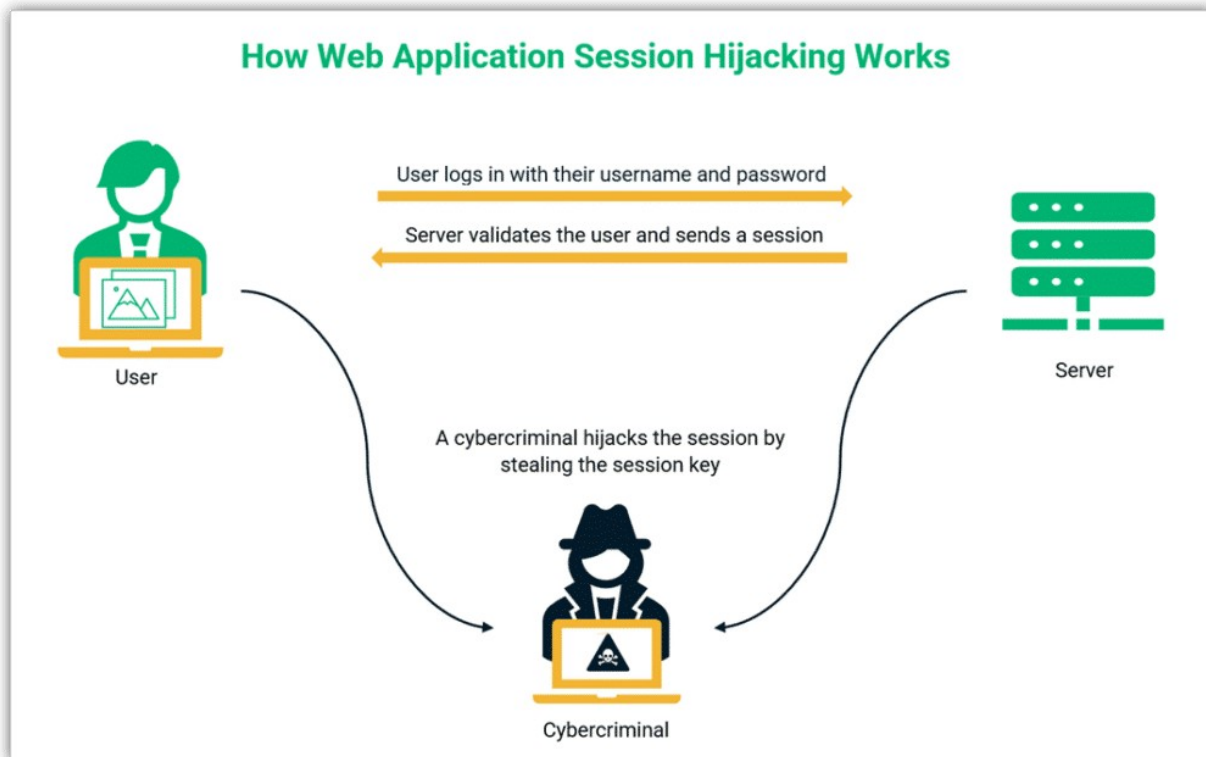 How Web Application Session Hijacking Works
User logs in with their username and password
Server validates the user and sends a session
User
Server
A cybercriminal hijacks the session by
stealing the session key
Cybercriminal